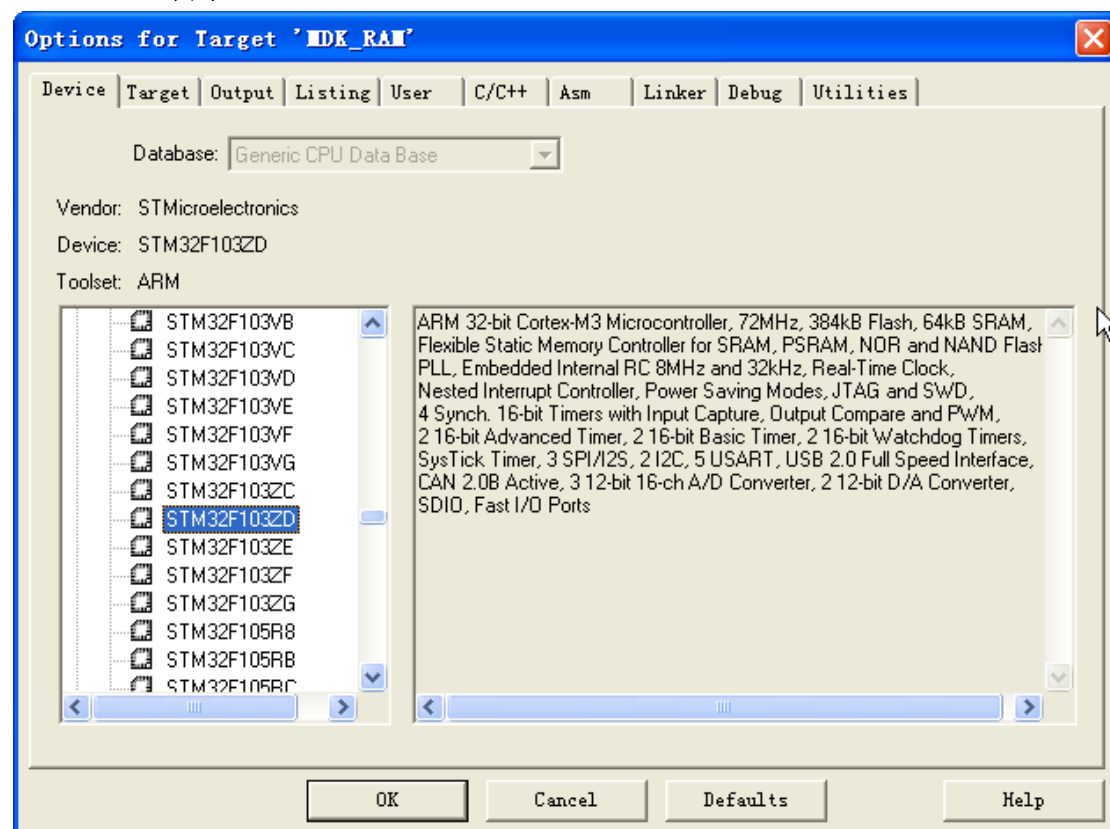 Options for Target 'MDK_RAM'
Device Target Output Listing User C/C++ Asm Linker Debug Utilities
Database: Generic CPU Data Base
Vendor: STMicroelectronics
Device: STM32F103ZD
Toolset: ARM
STM32F103VB
STM32F103VC
STM32F103VD
STM32F103VE
STM32F103VF
STM32F103VG
STM32F103ZC
STM32F103ZD
STM32F103ZE
STM32F103ZF
STM32F103ZG
STM32F105R8
STM32F105RB
STM32F105RC
ARM 32-bit Cortex-M3 Microcontroller, 72MHz, 384kB Flash, 64kB SRAM,
Flexible Static Memory Controller for SRAM, PSRAM, NOR and NAND Flash
PLL, Embedded Internal RC 8MHz and 32kHz, Real-Time Clock,
Nested Interrupt Controller, Power Saving Modes, JTAG and SWD,
4 Synch. 16-bit Timers with Input Capture, Output Compare and PWM,
2 16-bit Advanced Timer, 2 16-bit Basic Timer, 2 16-bit Watchdog Timers,
SysTick Timer, 3 SPI/I2S, 2 I2C, 5 USART, USB 2.0 Full Speed Interface,
CAN 2.0B Active, 3 12-bit 16-ch A/D Converter, 2 12-bit D/A Converter,
SDIO, Fast I/O Ports
OK Cancel Defaults Help